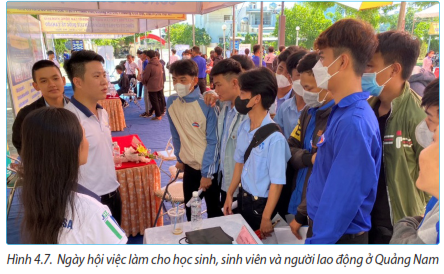 Hình 4.7. Ngày hội việc làm cho học sinh, sinh viên và người lao động ở Quảng Nam